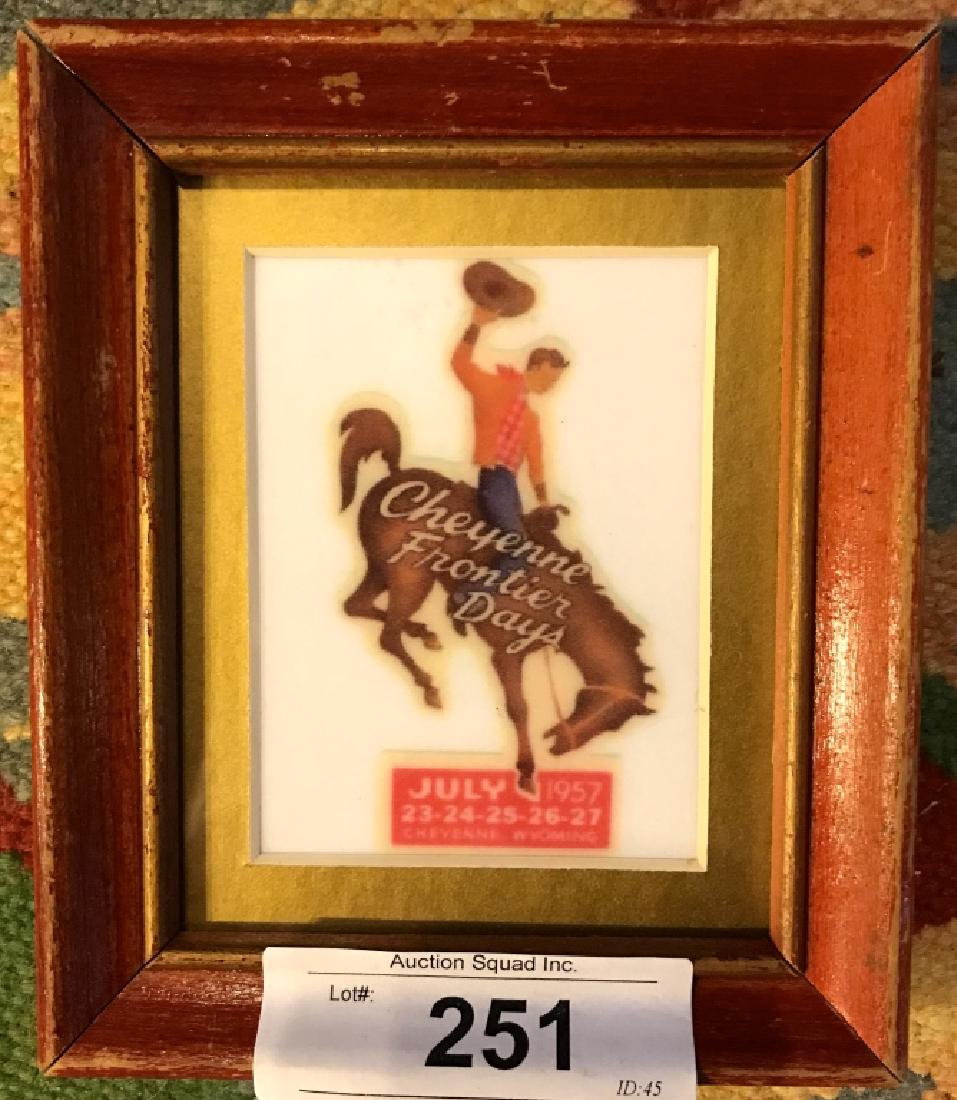 Cheyenne
Frontier
Days
JULY 1957
23-24-25-26-27
CHEYENNE WYOMING
Auction Squad Inc.
Lot#:
251
ID:45